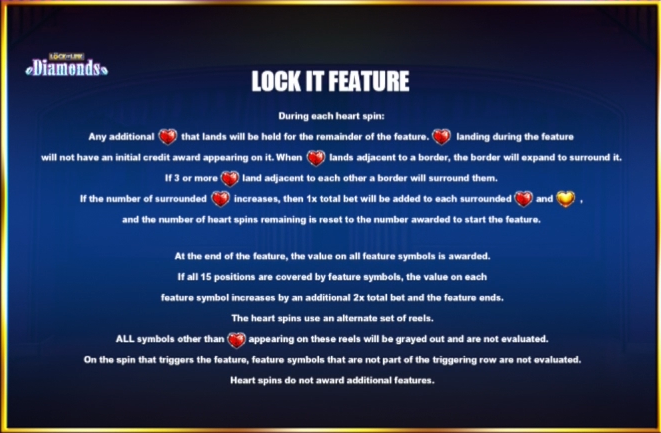 LOCK IT LINK
Diamonds
LOCK IT FEATURE
During each heart spin:
Any additional that lands will be held for the remainder of the feature. landing during the feature
will not have an initial credit award appearing on it. When lands adjacent to a border, the border will expand to surround it.
If 3 or more land adjacent to each other a border will surround them.
If the number of surrounded increases, then 1x total bet will be added to each surrounded and ,
and the number of heart spins remaining is reset to the number awarded to start the feature.
At the end of the feature, the value on all feature symbols is awarded.
If all 15 positions are covered by feature symbols, the value on each
feature symbol increases by an additional 2x total bet and the feature ends.
The heart spins use an alternate set of reels.
ALL symbols other than appearing on these reels will be grayed out and are not evaluated.
On the spin that triggers the feature, feature symbols that are not part of the triggering row are not evaluated.
Heart spins do not award additional features.